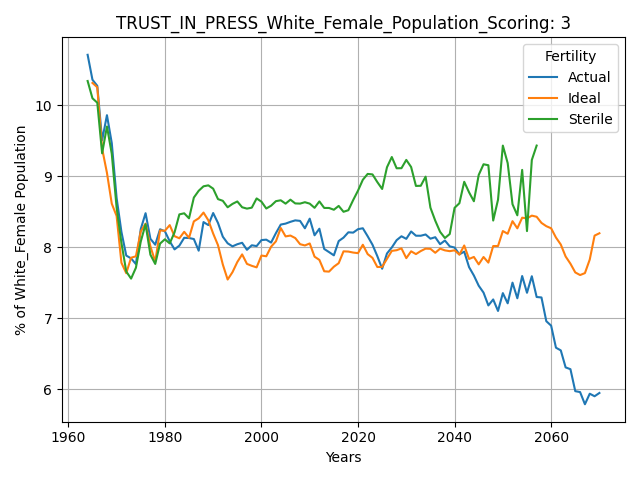 TRUST_IN_PRESS_White_Female_Population_Scoring: 3
Fertility
Actual
Ideal
Sterile
% of White_Female Population
10
9
8
7
6
1960
1980
2000
2020
2040
2060
Years